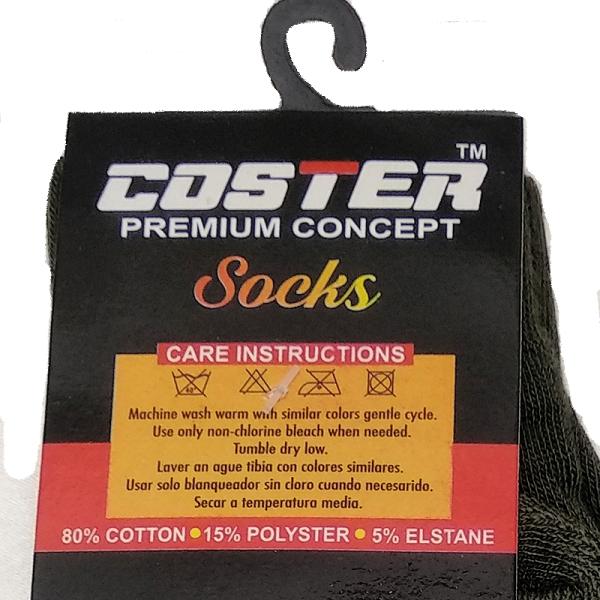 TM
COSTER
PREMIUM CONCEPT
Socks
CARE INSTRUCTIONS
40°
Machine wash warm with similar colors gentle cycle.
Use only non-chlorine bleach when needed.
Tumble dry low.
Laver an ague tibia con colores similares.
Usar solo blanqueador sin cloro cuando necesarido.
Secar a temperatura media.
80% COTTON • 15% POLYSTER • 5% ELSTANE